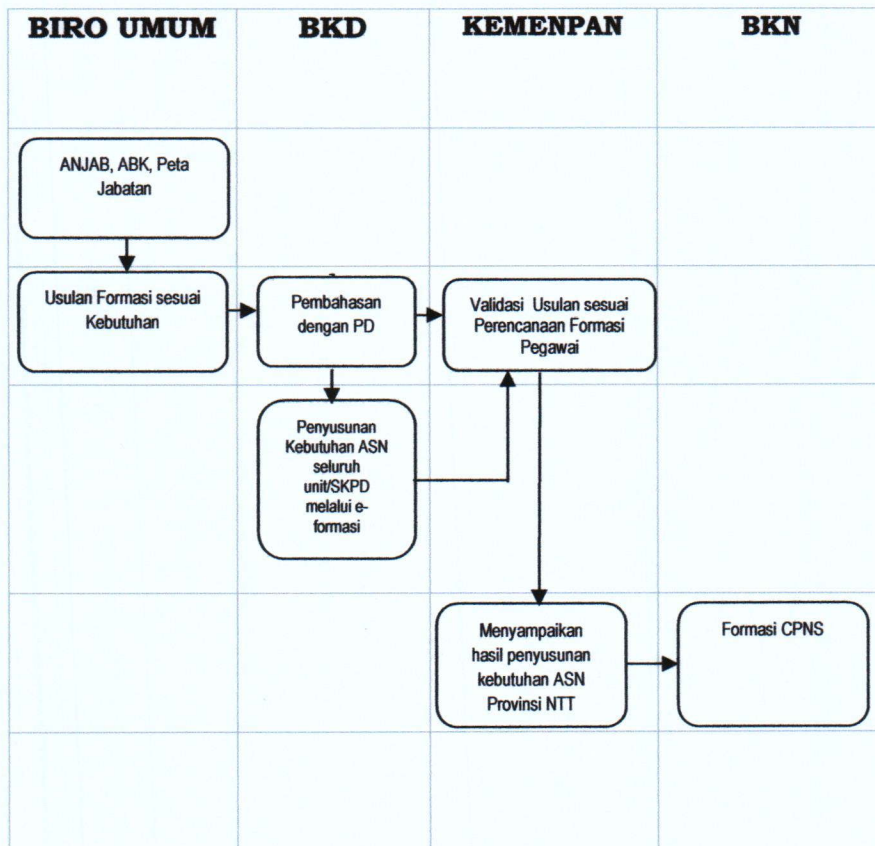 BIRO UMUM
BKD
KEMENPAN
BKN
ANJAB, ABK, Peta
Jabatan
Usulan Formasi sesuai
Kebutuhan
Pembahasan
dengan PD
Validasi Usulan sesuai
Perencanaan Formasi
Pegawai
Penyusunan
Kebutuhan ASN
seluruh
unit/SKPD
melalui e-
formasi
Menyampaikan
hasil penyusunan
kebutuhan ASN
Provinsi NTT
Formasi CPNS